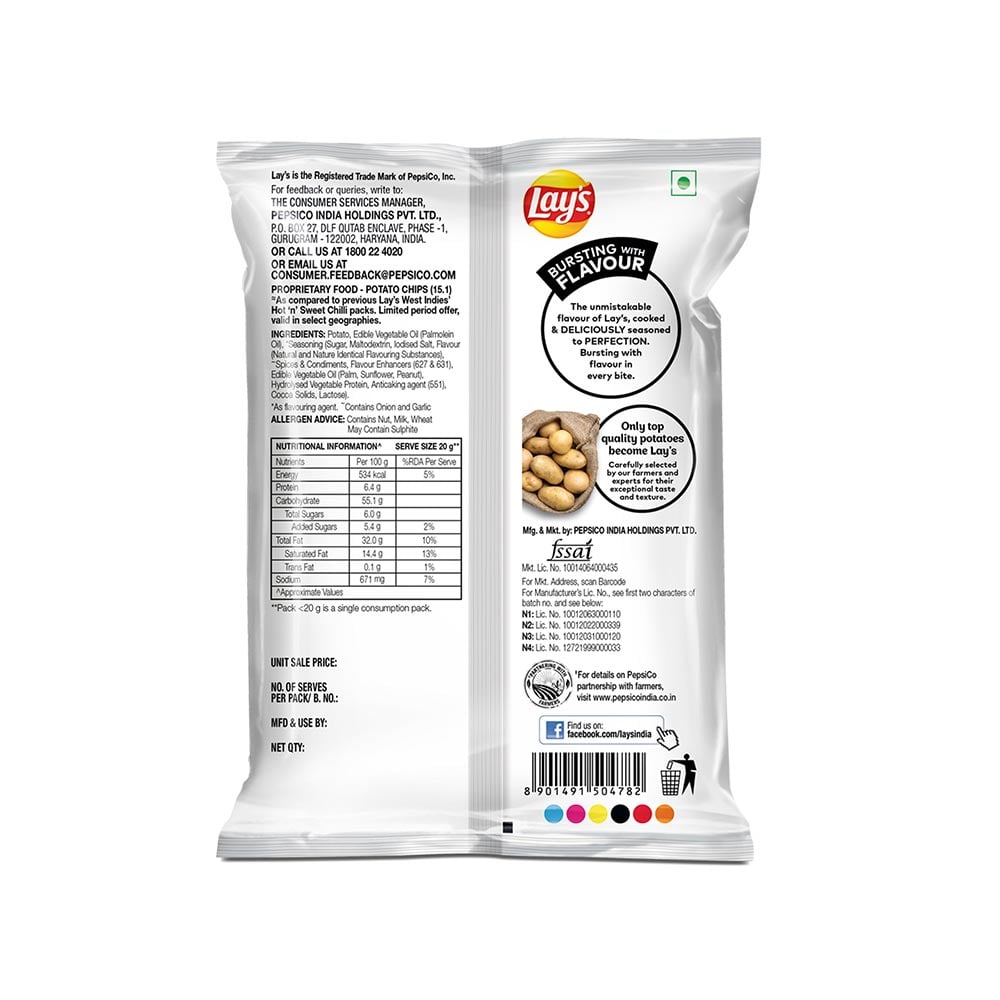 Lay's is the Registered Trade Mark of PepsiCo, Inc.
For feedback or queries, write to:
THE CONSUMER SERVICES MANAGER,
PEPSICO INDIA HOLDINGS PVT. LTD.,
P.O. BOX 27, DLF QUTAB ENCLAVE, PHASE -1,
GURUGRAM - 122002, HARYANA, INDIA.
OR CALL US AT 1800 22 4020
OR EMAIL US AT
CONSUMER.FEEDBACK@PEPSICO.COM
PROPRIETARY FOOD - POTATO CHIPS (15.1)
≈As compared to previous Lay's West Indies'
Hot 'n' Sweet Chilli packs. Limited period offer,
valid in select geographies.
INGREDIENTS: Potato, Edible Vegetable Oil (Palmolein
Oil), *Seasoning (Sugar, Maltodextrin, Iodised Salt, Flavour
(Natural and Nature Identical Flavouring Substances),
~Spices & Condiments, Flavour Enhancers (627 & 631),
Edible Vegetable Oil (Palm, Sunflower, Peanut),
Hydrolysed Vegetable Protein, Anticaking agent (551),
Cocoa Solids, Lactose).
*As flavouring agent. ~Contains Onion and Garlic
ALLERGEN ADVICE: Contains Nut, Milk, Wheat
May Contain Sulphite
NUTRITIONAL INFORMATION^ SERVE SIZE 20 g**
Nutrients Per 100 g %RDA Per Serve
Energy 534 kcal 5%
Protein 6.4 g
Carbohydrate 55.1 g
Total Sugars 6.0 g
Added Sugars 5.4 g 2%
Total Fat 32.0 g 10%
Saturated Fat 14.4 g 13%
Trans Fat 0.1 g 1%
Sodium 671 mg 7%
^Approximate Values
**Pack <20 g is a single consumption pack.
UNIT SALE PRICE:
NO. OF SERVES
PER PACK/ B. NO.:
MFD & USE BY:
NET QTY:
Lay's
BURSTING WITH
FLAVOUR
The unmistakable
flavour of Lay's, cooked
& DELICIOUSLY seasoned
to PERFECTION.
Bursting with
flavour in
every bite.
Only top
quality potatoes
become Lay's
Carefully selected
by our farmers and
experts for their
exceptional taste
and texture.
Mfg. & Mkt. by: PEPSICO INDIA HOLDINGS PVT. LTD.
fssai
Mkt. Lic. No. 10014064000435
For Mkt. Address, scan Barcode
For Manufacturer's Lic. No., see first two characters of
batch no. and see below:
N1: Lic. No. 10012063000110
N2: Lic. No. 10012022000339
N3: Lic. No. 10012031000120
N4: Lic. No. 12721999000033
PARTNERING WITH
FARMERS
†For details on PepsiCo
partnership with farmers,
visit www.pepsicoindia.co.in
f
Find us on:
facebook.com/laysindia
8 901491 504782